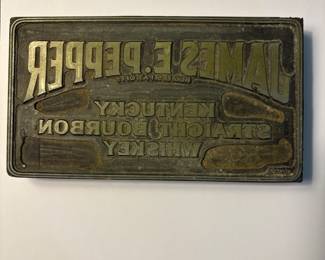 JAMES E. PEPPER
KENTUCKY
STRAIGHT BOURBON
WHISKEY